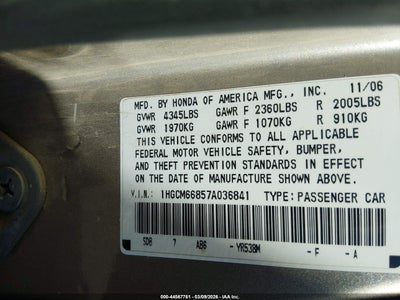 MFD. BY HONDA OF AMERICA MFG., INC. 11/06
GVWR 4345LBS GAWR F 2360LBS R 2005LBS
GVWR 1970KG GAWR F 1070KG R 910KG
THIS VEHICLE CONFORMS TO ALL APPLICABLE
FEDERAL MOTOR VEHICLE SAFETY, BUMPER,
AND THEFT PREVENTION STANDARDS IN EFFECT
ON THE DATE OF MANUFACTURE SHOWN ABOVE.
V.I.N.: 1HGCM66857A036841 TYPE: PASSENGER CAR
SDB 7 AB6 - YR538M - F - A
000-44567761 - 03/09/2026 - IAAI.COM